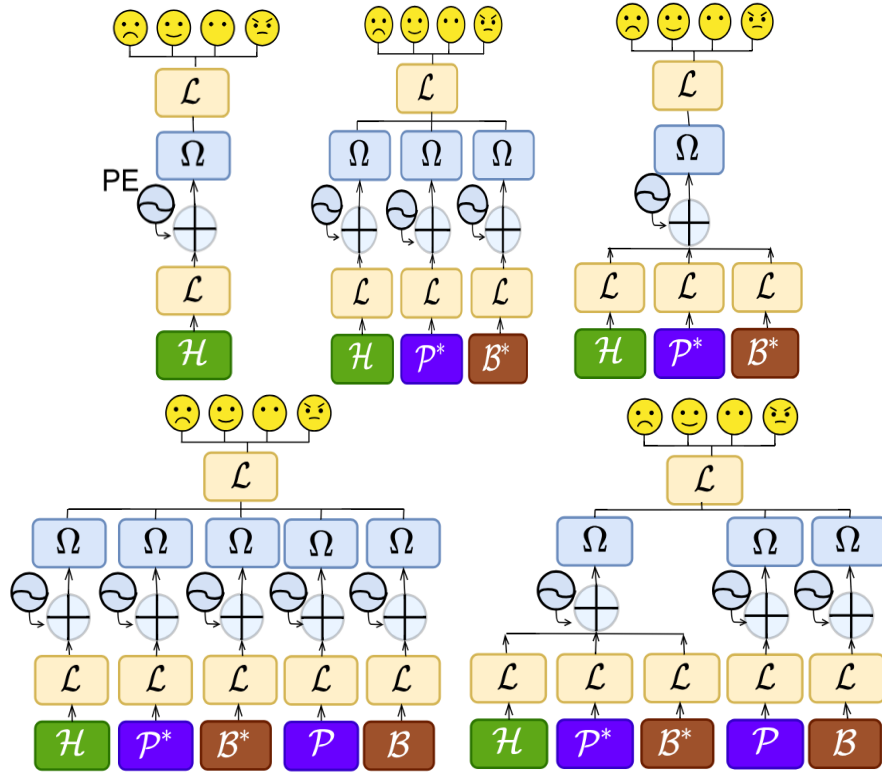 ℒ ℒ ℒ
Ω Ω Ω Ω Ω
PE
ℒ ℒ ℒ ℒ ℒ ℒ ℒ
ℋ ℋ 𝒫* ℬ* ℋ 𝒫* ℬ*
ℒ ℒ
Ω Ω Ω Ω Ω Ω Ω Ω
ℒ ℒ ℒ ℒ ℒ ℒ ℒ ℒ ℒ ℒ
ℋ 𝒫* ℬ* 𝒫 ℬ ℋ 𝒫* ℬ* 𝒫 ℬ